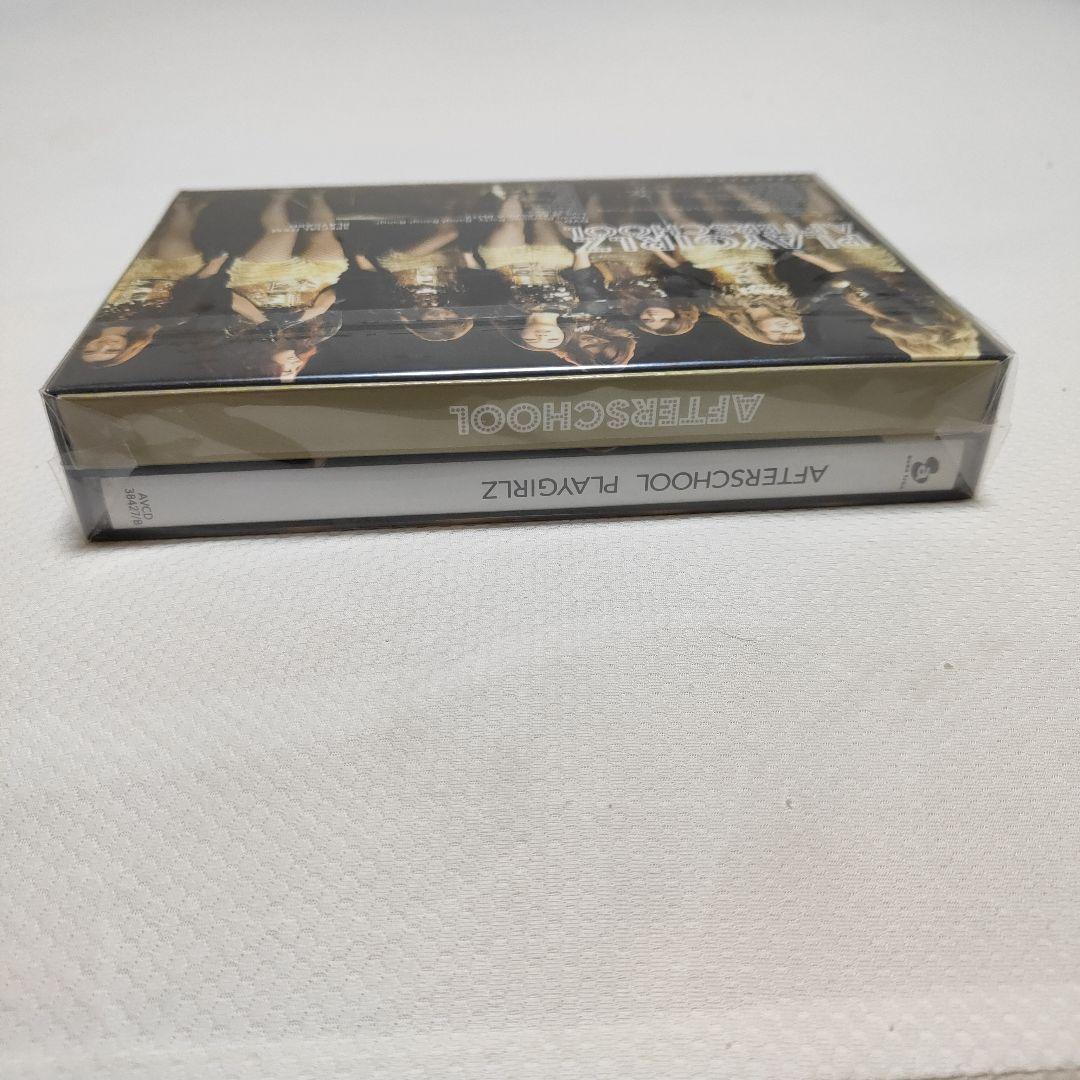 PLAYGIRLZ
AFTERSCHOOL
AFTERSCHOOL
AFTERSCHOOL PLAYGIRLZ
AVCD
38427/B